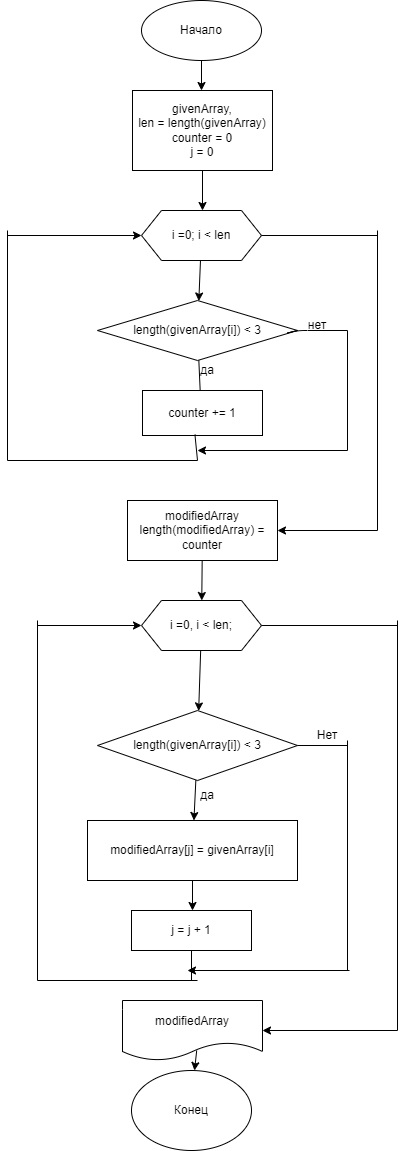 Начало
givenArray,
len = length(givenArray)
counter = 0
j = 0
i =0; i < len
length(givenArray[i]) < 3
нет
да
counter += 1
modifiedArray
length(modifiedArray) =
counter
i =0, i < len;
length(givenArray[i]) < 3
Нет
да
modifiedArray[j] = givenArray[i]
j = j + 1
modifiedArray
Конец